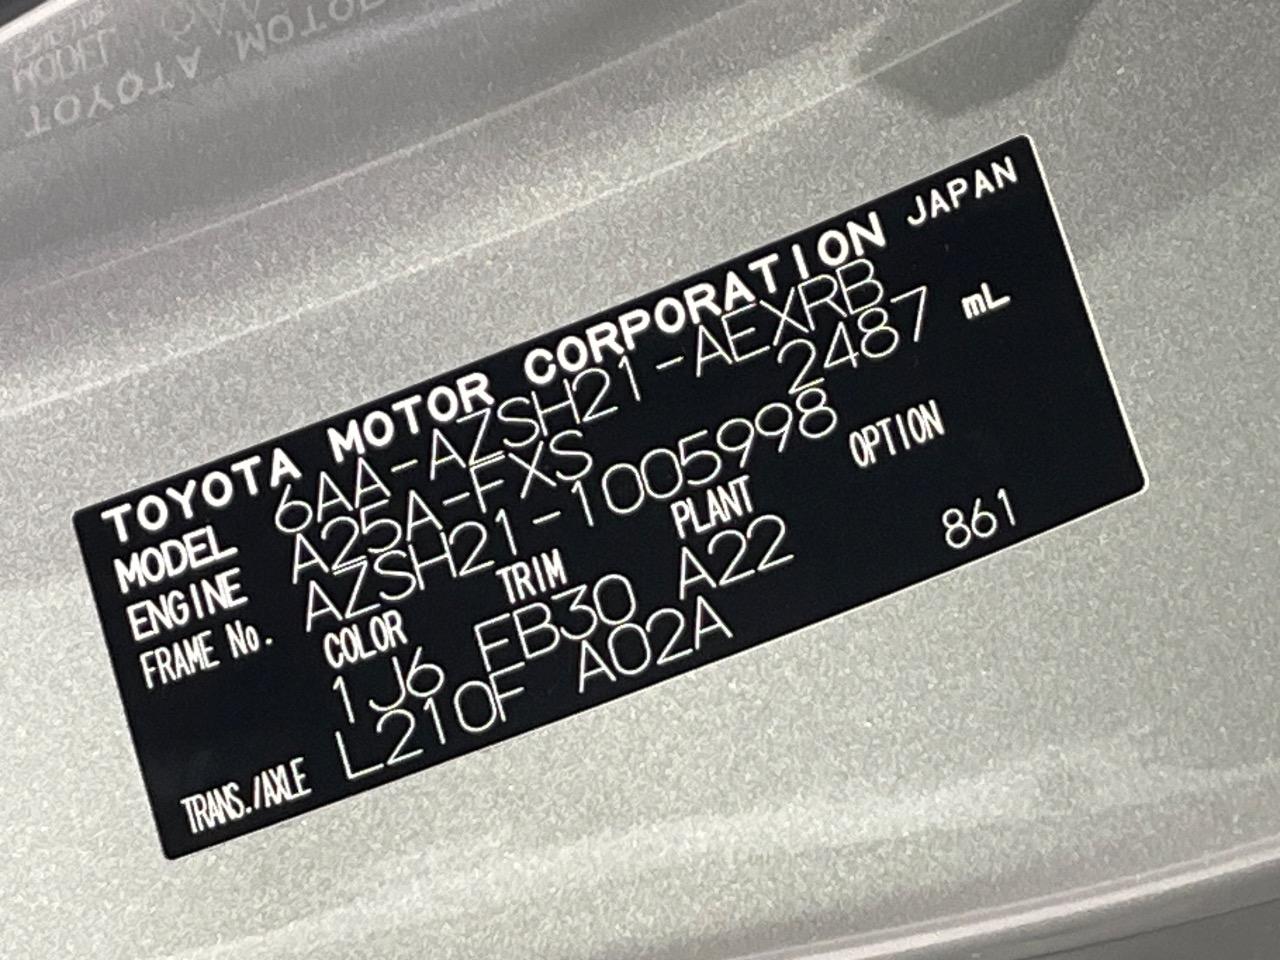 TOYOTA MOTOR CORPORATION JAPAN
MODEL 6AA-AZSH21-AEXRB
ENGINE A25A-FXS 2487 mL
FRAME No. AZSH21-1005998
COLOR TRIM PLANT OPTION
1J6 EB30 A22 861
TRANS./AXLE L210F A02A